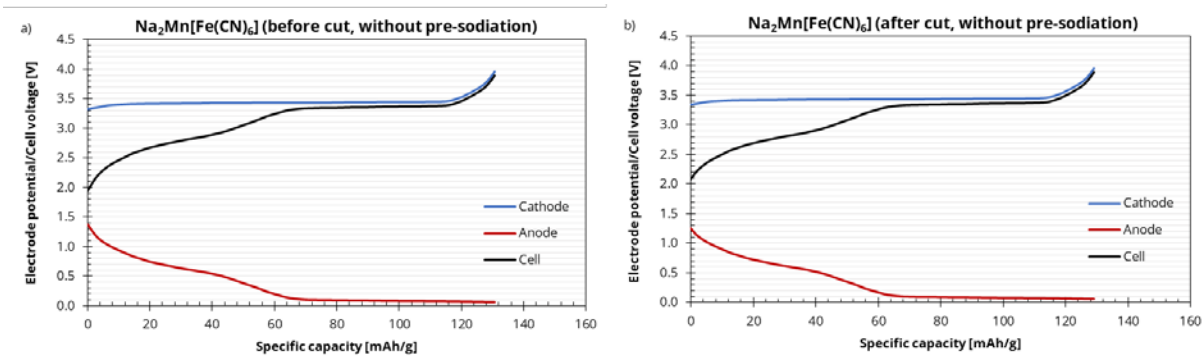 a)
Na₂Mn[Fe(CN)₆] (before cut, without pre-sodiation)
Electrode potential/Cell voltage [V]
4.5
4.0
3.5
3.0
2.5
2.0
1.5
1.0
0.5
0.0
Cathode
Anode
Cell
0 20 40 60 80 100 120 140 160
Specific capacity [mAh/g]
b)
Na₂Mn[Fe(CN)₆] (after cut, without pre-sodiation)
Electrode potential/Cell voltage [V]
4.5
4.0
3.5
3.0
2.5
2.0
1.5
1.0
0.5
0.0
Cathode
Anode
Cell
0 20 40 60 80 100 120 140 160
Specific capacity [mAh/g]